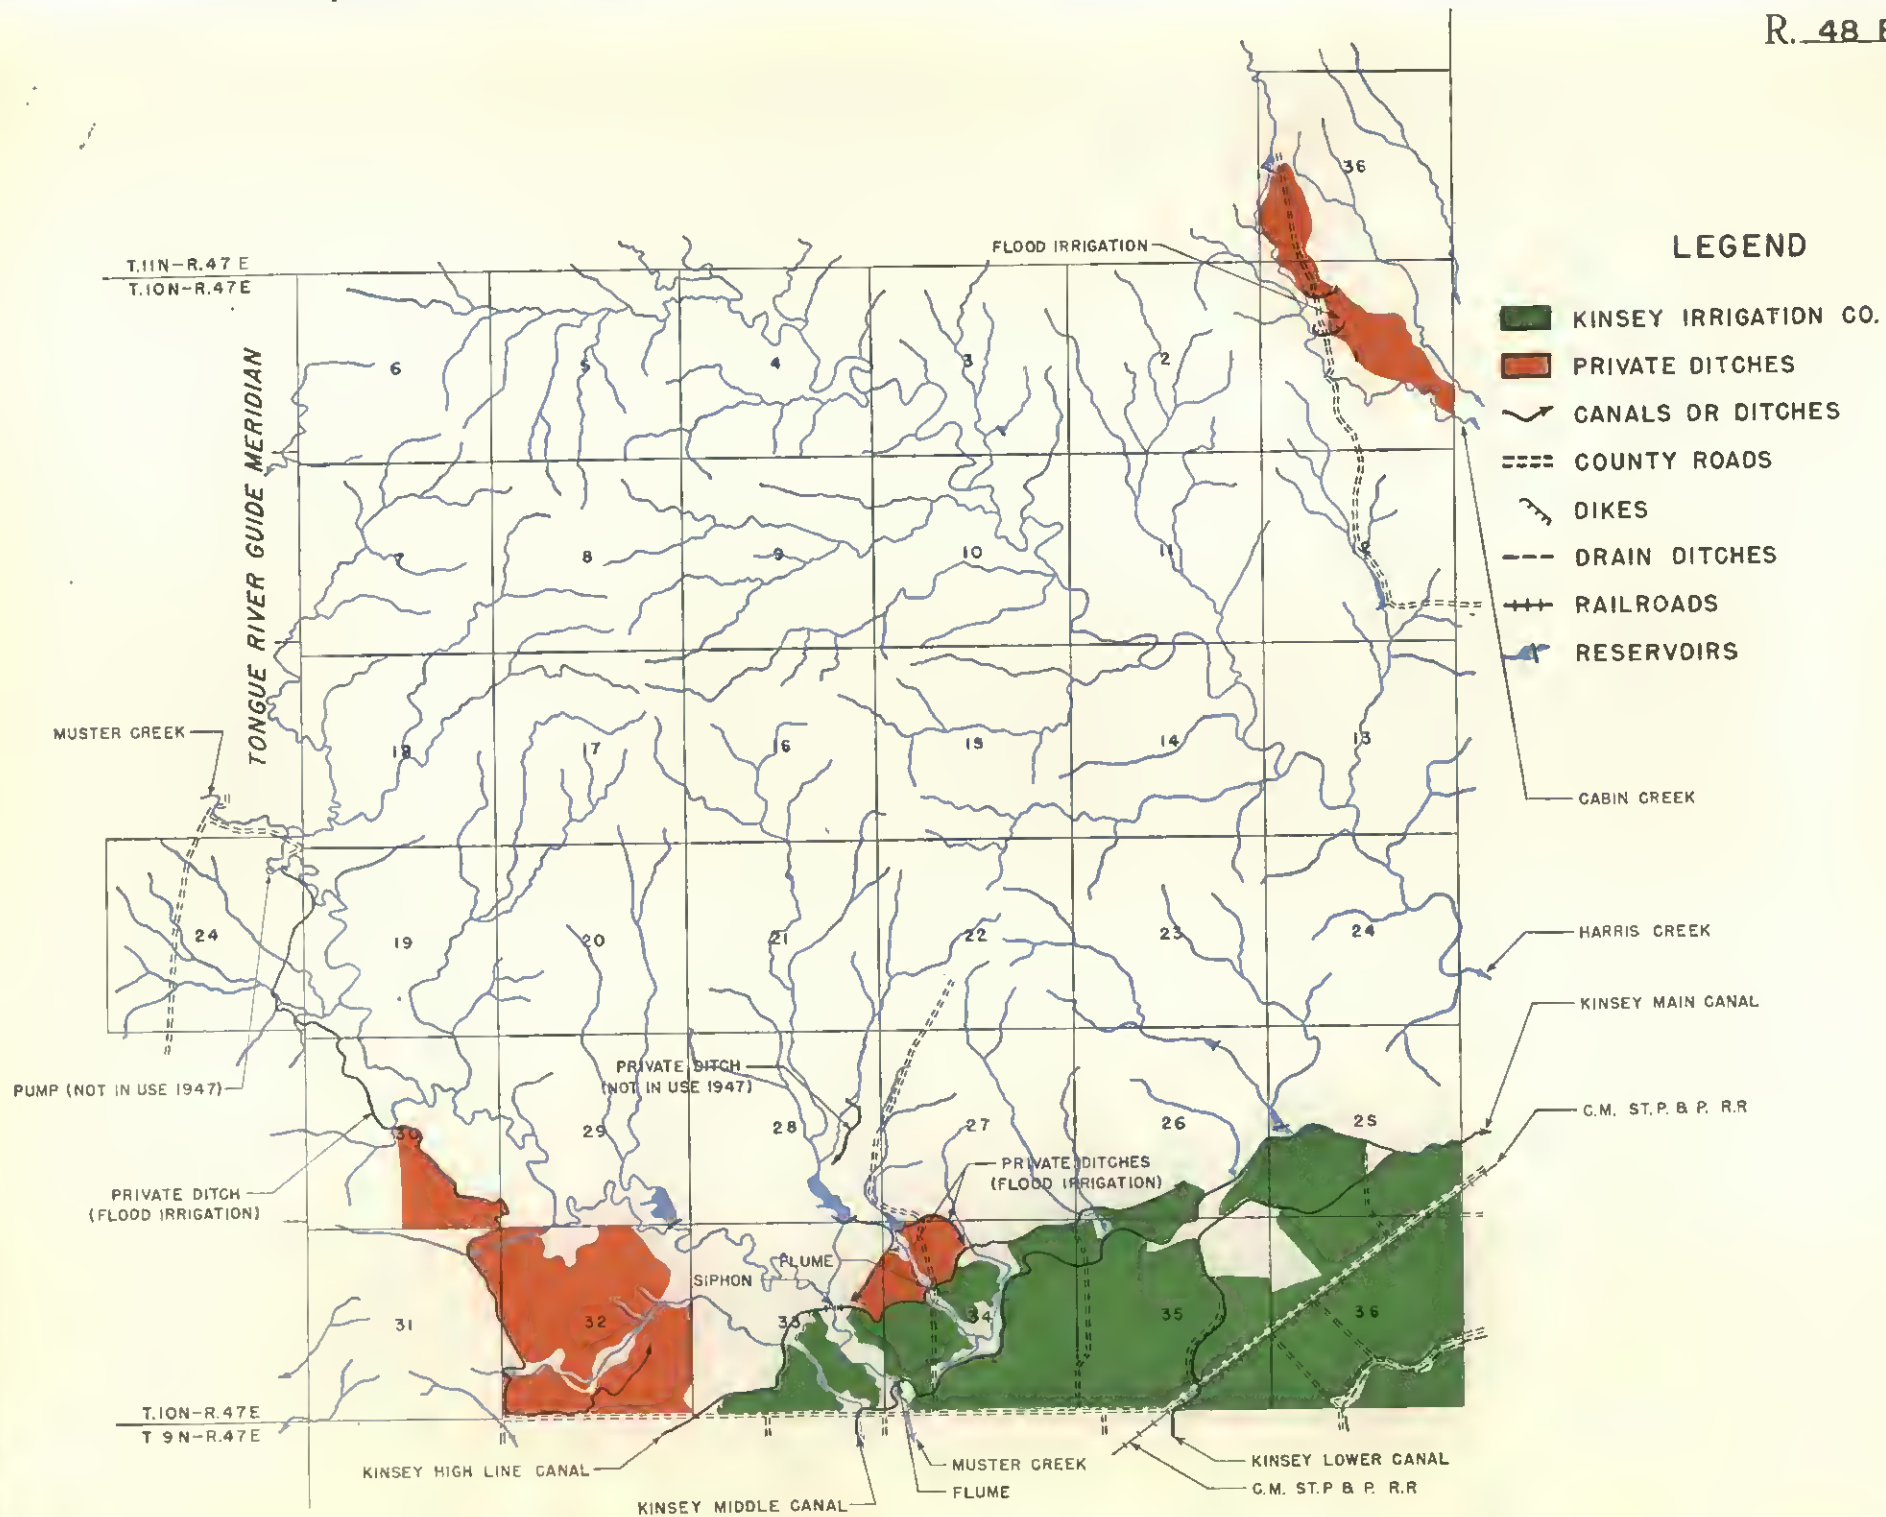 R. 48 E
36
FLOOD IRRIGATION
T.11N-R.47 E
T.10N-R.47E
LEGEND
KINSEY IRRIGATION CO.
PRIVATE DITCHES
CANALS OR DITCHES
COUNTY ROADS
DIKES
DRAIN DITCHES
RAILROADS
RESERVOIRS
TONGUE RIVER GUIDE MERIDIAN
6
5
4
3
2
1
7
8
9
10
11
MUSTER CREEK
18
17
16
15
14
13
CABIN CREEK
24
19
20
21
22
23
24
HARRIS CREEK
KINSEY MAIN CANAL
PUMP (NOT IN USE 1947)
PRIVATE DITCH
(NOT IN USE 1947)
C.M. ST. P. & P. R.R
30
29
28
27
26
25
PRIVATE DITCHES
(FLOOD IRRIGATION)
PRIVATE DITCH
(FLOOD IRRIGATION)
FLUME
SIPHON
31
32
33
34
35
36
T.10N-R.47E
T 9N-R.47E
KINSEY HIGH LINE CANAL
KINSEY MIDDLE CANAL
MUSTER CREEK
FLUME
KINSEY LOWER CANAL
C.M. ST. P & P. R.R